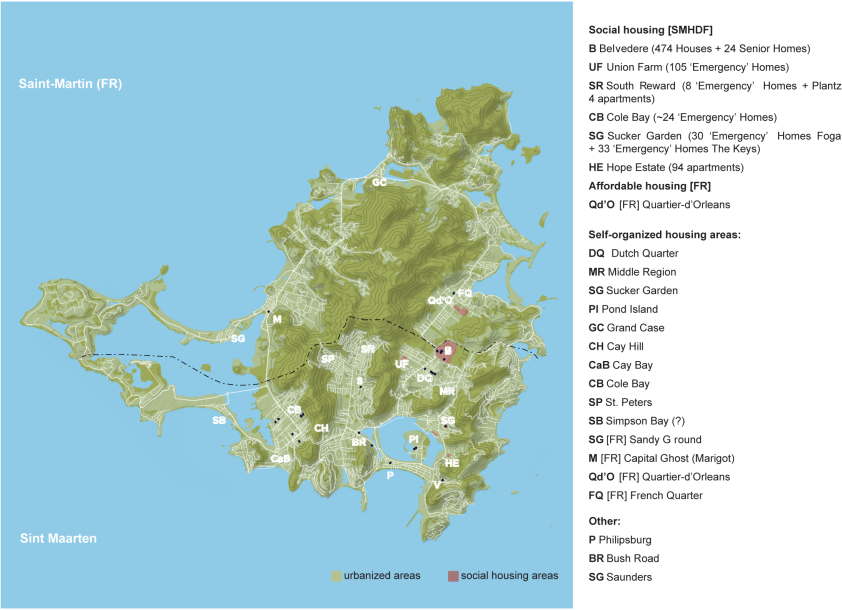 Saint-Martin (FR)
GC
FQ
Qd'O
M
SG
SR
SP
B
UF
DQ
S
MR
CB
SB
CH
SG
BR
PI
CaB
HE
P
V
Sint Maarten
urbanized areas
social housing areas
Social housing [SMHDF]
B Belvedere (474 Houses + 24 Senior Homes)
UF Union Farm (105 ‘Emergency’ Homes)
SR South Reward (8 ‘Emergency’ Homes + Plantz
4 apartments)
CB Cole Bay (~24 ‘Emergency’ Homes)
SG Sucker Garden (30 ‘Emergency’ Homes Foga
+ 33 ‘Emergency’ Homes The Keys)
HE Hope Estate (94 apartments)
Affordable housing [FR]
Qd’O [FR] Quartier-d’Orleans
Self-organized housing areas:
DQ Dutch Quarter
MR Middle Region
SG Sucker Garden
PI Pond Island
GC Grand Case
CH Cay Hill
CaB Cay Bay
CB Cole Bay
SP St. Peters
SB Simpson Bay (?)
SG [FR] Sandy G round
M [FR] Capital Ghost (Marigot)
Qd’O [FR] Quartier-d’Orleans
FQ [FR] French Quarter
Other:
P Philipsburg
BR Bush Road
SG Saunders